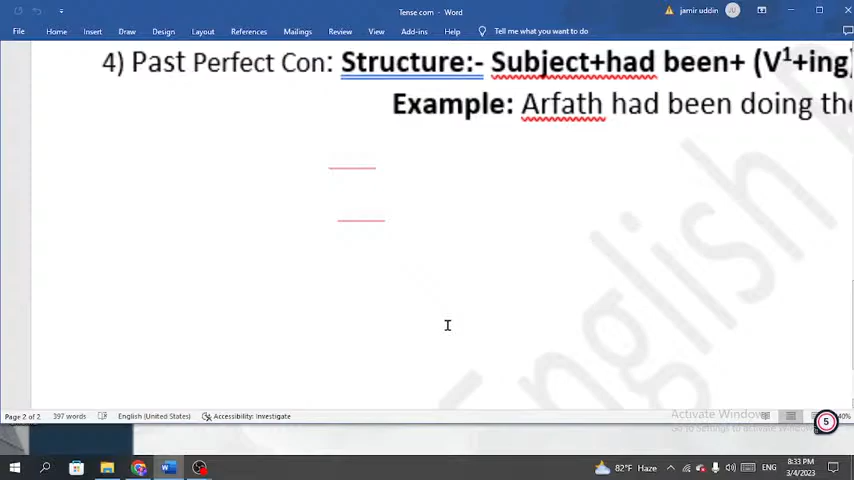 Tense com - Word
jamir uddin JU
File Home Insert Draw Design Layout References Mailings Review View Add-ins Help Tell me what you want to do
4) Past Perfect Con: Structure:- Subject+had been+ (V¹+ing)
Example: Arfath had been doing the
English
Page 2 of 2 397 words English (United States) Accessibility: Investigate
Activate Windows
Go to Settings to activate Windows.
5
82°F Haze ENG 8:33 PM
3/4/2023